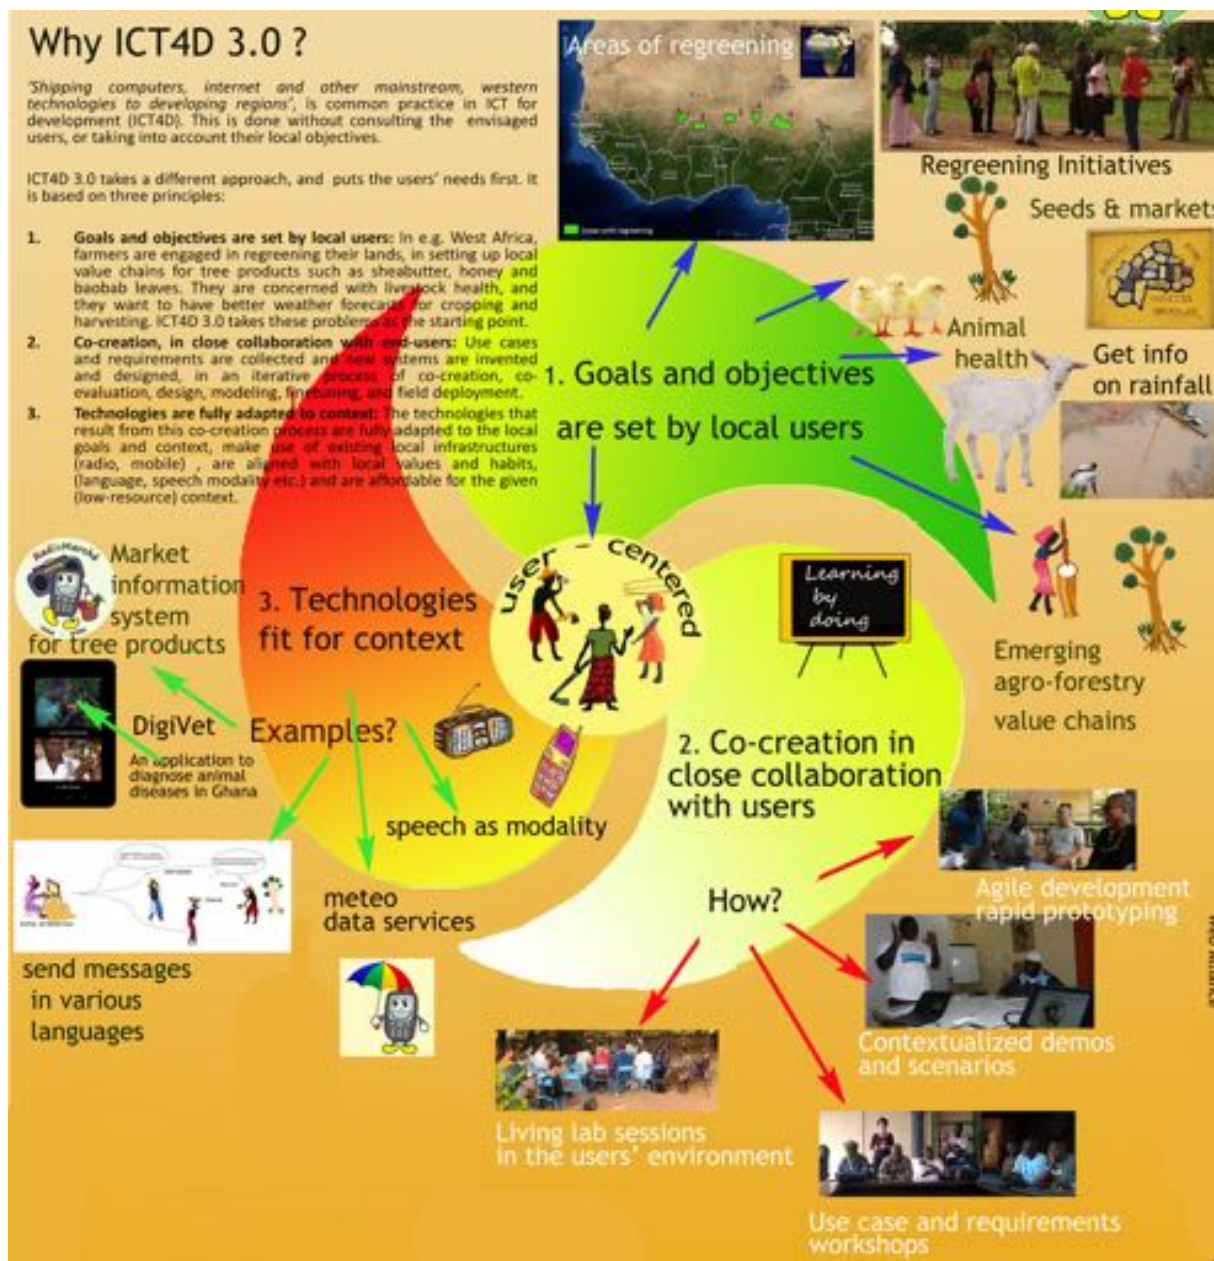 Why ICT4D 3.0 ?
"Shipping computers, internet and other mainstream, western
technologies to developing regions", is common practice in ICT for
development (ICT4D). This is done without consulting the envisaged
users, or taking into account their local objectives.
ICT4D 3.0 takes a different approach, and puts the users' needs first. It
is based on three principles:
1. Goals and objectives are set by local users: In e.g. West Africa,
farmers are engaged in regreening their lands, in setting up local
value chains for tree products such as sheabutter, honey and
baobab leaves. They are concerned with livestock health, and
they want to have better weather forecasts for cropping and
harvesting. ICT4D 3.0 takes these problems as the starting point.
2. Co-creation, in close collaboration with end-users: Use cases
and requirements are collected and new systems are invented
and designed, in an iterative process of co-creation, co-
evaluation, design, modeling, finetuning, and field deployment.
3. Technologies are fully adapted to context: The technologies that
result from this co-creation process are fully adapted to the local
goals and context, make use of existing local infrastructures
(radio, mobile) , are aligned with local values and habits,
(language, speech modality etc.) and are affordable for the given
(low-resource) context.
Areas of regreening
Regreening Initiatives
Seeds & markets
Animal
health
Get info
on rainfall
1. Goals and objectives
are set by local users
Emerging
agro-forestry
value chains
user - centered
Learning
by
doing
2. Co-creation in
close collaboration
with users
How?
Agile development
rapid prototyping
Contextualized demos
and scenarios
Living lab sessions
in the users' environment
Use case and requirements
workshops
3. Technologies
fit for context
Examples?
RadioMarché
Market
information
system
for tree products
DigiVet
An application to
diagnose animal
diseases in Ghana
speech as modality
meteo
data services
send messages
in various
languages